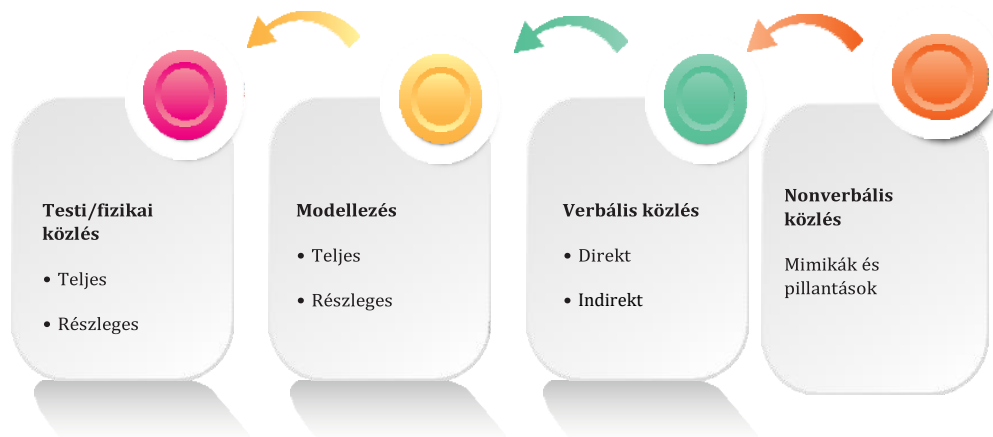 Testi/fizikai
közlés
• Teljes
• Részleges
Modellezés
• Teljes
• Részleges
Verbális közlés
• Direkt
• Indirekt
Nonverbális
közlés
Mimikák és
pillantások